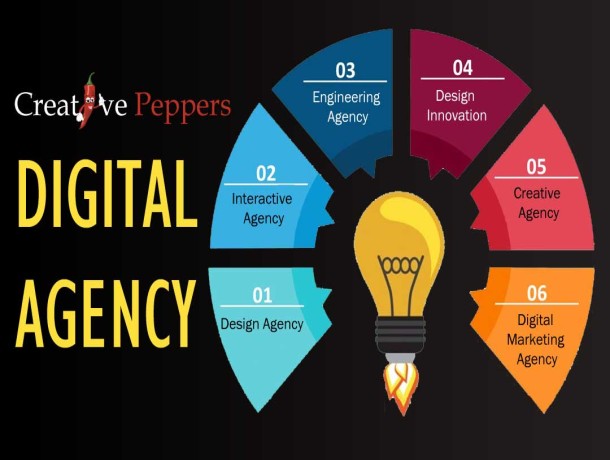 Creative Peppers
DIGITAL
AGENCY
01
Design Agency
02
Interactive
Agency
03
Engineering
Agency
04
Design
Innovation
05
Creative
Agency
06
Digital
Marketing
Agency